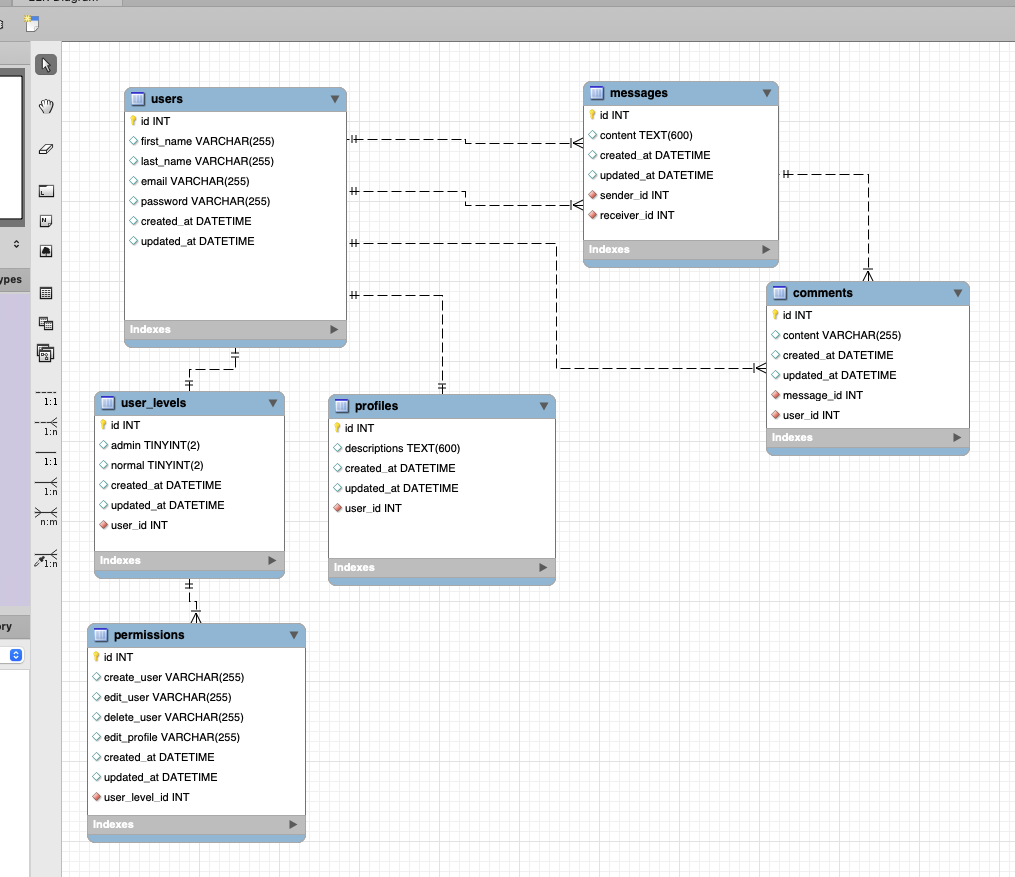 users
id INT
first_name VARCHAR(255)
last_name VARCHAR(255)
email VARCHAR(255)
password VARCHAR(255)
created_at DATETIME
updated_at DATETIME
Indexes
messages
id INT
content TEXT(600)
created_at DATETIME
updated_at DATETIME
sender_id INT
receiver_id INT
Indexes
comments
id INT
content VARCHAR(255)
created_at DATETIME
updated_at DATETIME
message_id INT
user_id INT
Indexes
user_levels
id INT
admin TINYINT(2)
normal TINYINT(2)
created_at DATETIME
updated_at DATETIME
user_id INT
Indexes
profiles
id INT
descriptions TEXT(600)
created_at DATETIME
updated_at DATETIME
user_id INT
Indexes
permissions
id INT
create_user VARCHAR(255)
edit_user VARCHAR(255)
delete_user VARCHAR(255)
edit_profile VARCHAR(255)
created_at DATETIME
updated_at DATETIME
user_level_id INT
Indexes
ypes
ory
1:1
1:n
1:1
1:n
n:m
1:n